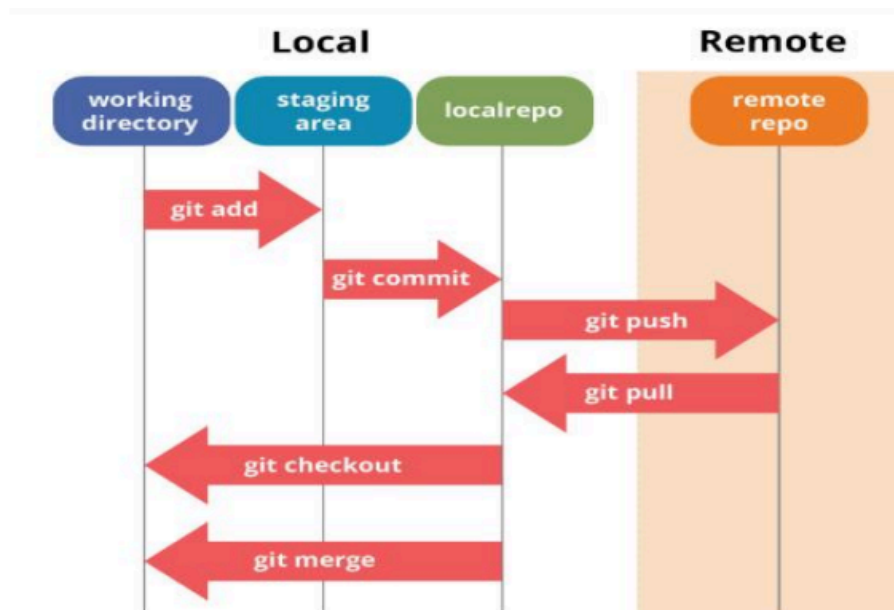 Local
Remote
working
directory
staging
area
localrepo
remote
repo
git add
git commit
git push
git pull
git checkout
git merge